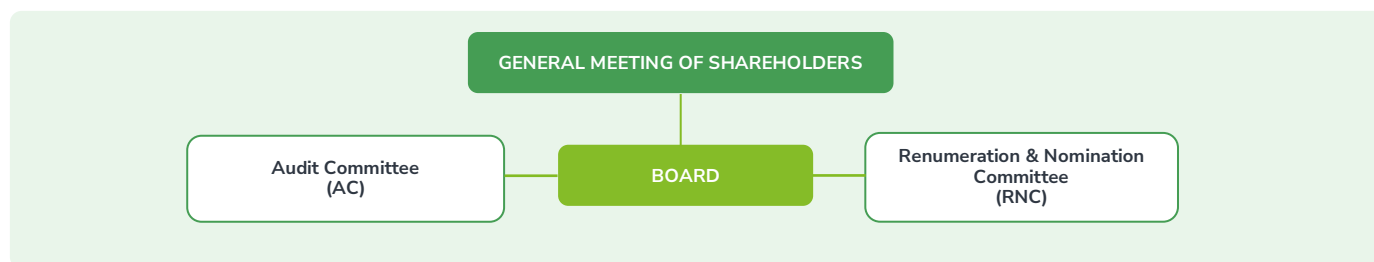 GENERAL MEETING OF SHAREHOLDERS
Audit Committee
(AC)
BOARD
Renumeration & Nomination
Committee
(RNC)